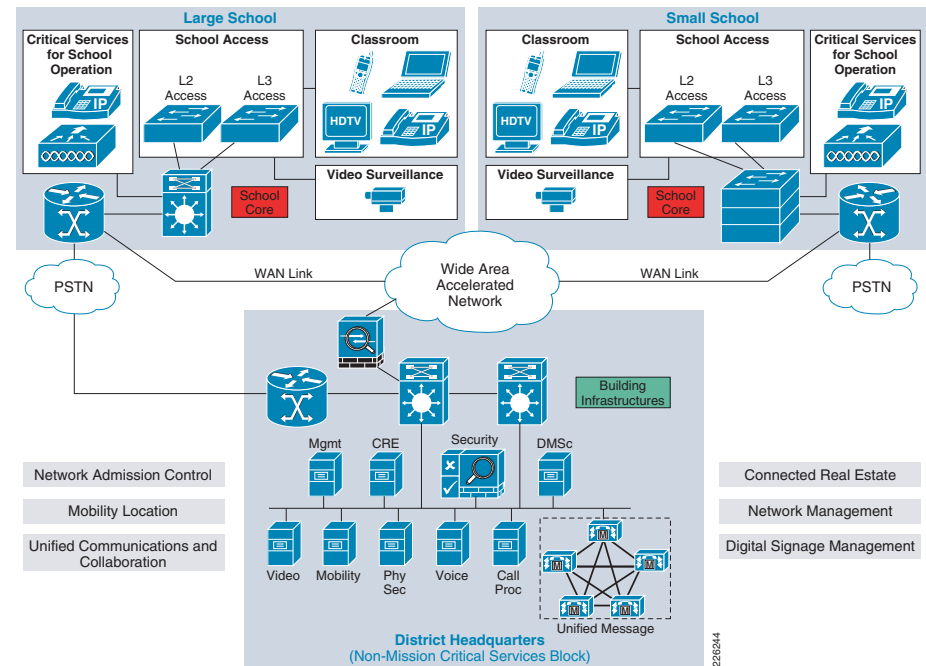 Large School
Critical Services
for School
Operation
IP
School Access
L2
Access
L3
Access
Classroom
HDTV
IP
Video Surveillance
School
Core
Small School
Classroom
HDTV
IP
Video Surveillance
School Access
L2
Access
L3
Access
School
Core
Critical Services
for School
Operation
IP
PSTN
WAN Link
Wide Area
Accelerated
Network
WAN Link
PSTN
Building
Infrastructures
Mgmt
CRE
Security
DMSc
Network Admission Control
Mobility Location
Unified Communications and
Collaboration
Connected Real Estate
Network Management
Digital Signage Management
Video
Mobility
Phy
Sec
Voice
Call
Proc
M
M
M
M
M
Unified Message
District Headquarters
(Non-Mission Critical Services Block)
226244